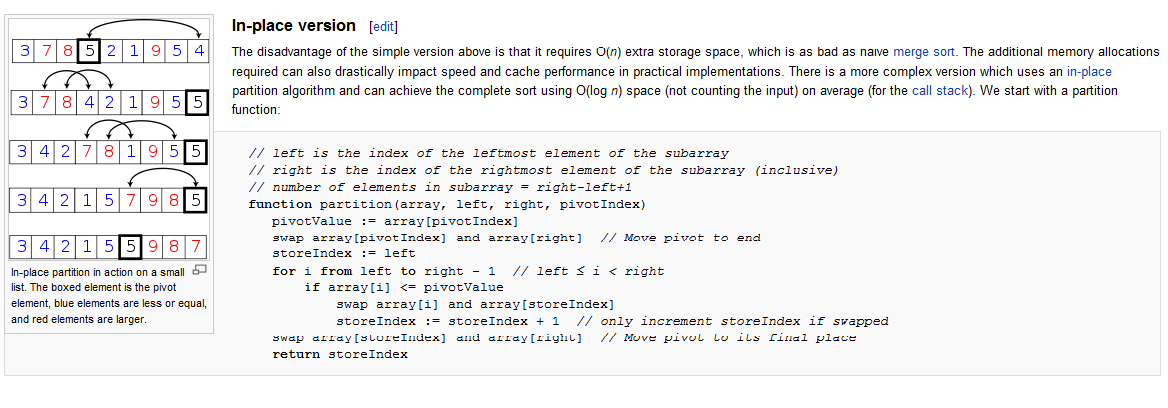 3 7 8 5 2 1 9 5 4
3 7 8 4 2 1 9 5 5
3 4 2 7 8 1 9 5 5
3 4 2 1 5 7 9 8 5
3 4 2 1 5 5 9 8 7
In-place partition in action on a small
list. The boxed element is the pivot
element, blue elements are less or equal,
and red elements are larger.
In-place version [edit]
The disadvantage of the simple version above is that it requires O(n) extra storage space, which is as bad as naïve merge sort. The additional memory allocations
required can also drastically impact speed and cache performance in practical implementations. There is a more complex version which uses an in-place
partition algorithm and can achieve the complete sort using O(log n) space (not counting the input) on average (for the call stack). We start with a partition
function:
// left is the index of the leftmost element of the subarray
// right is the index of the rightmost element of the subarray (inclusive)
// number of elements in subarray = right-left+1
function partition(array, left, right, pivotIndex)
pivotValue := array[pivotIndex]
swap array[pivotIndex] and array[right] // Move pivot to end
storeIndex := left
for i from left to right - 1 // left ≤ i < right
if array[i] <= pivotValue
swap array[i] and array[storeIndex]
storeIndex := storeIndex + 1 // only increment storeIndex if swapped
swap array[storeIndex] and array[right] // Move pivot to its final place
return storeIndex